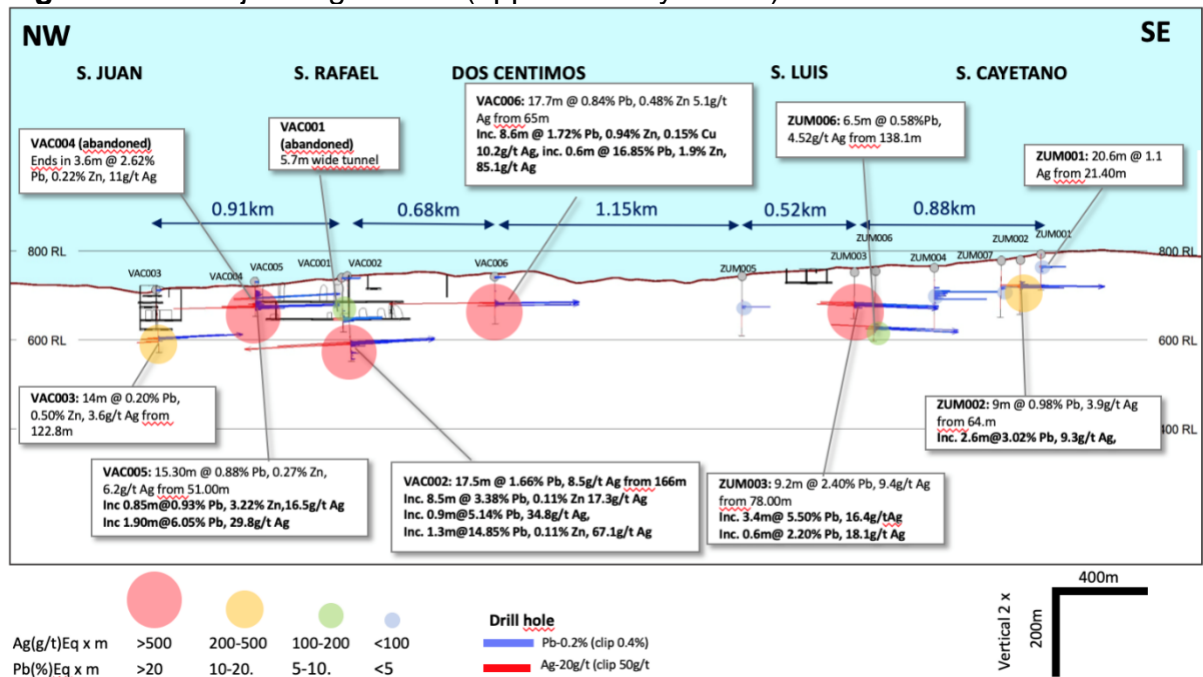 NW
SE
S. JUAN
S. RAFAEL
DOS CENTIMOS
S. LUIS
S. CAYETANO
VAC004 (abandoned)
Ends in 3.6m @ 2.62%
Pb, 0.22% Zn, 11g/t Ag
VAC001
(abandoned)
5.7m wide tunnel
VAC006: 17.7m @ 0.84% Pb, 0.48% Zn 5.1g/t
Ag from 65m
Inc. 8.6m @ 1.72% Pb, 0.94% Zn, 0.15% Cu
10.2g/t Ag, inc. 0.6m @ 16.85% Pb, 1.9% Zn,
85.1g/t Ag
ZUM006: 6.5m @ 0.58%Pb,
4.52g/t Ag from 138.1m
ZUM001: 20.6m @ 1.1
Ag from 21.40m
0.91km
0.68km
1.15km
0.52km
0.88km
800 RL
800 RL
VAC003
VAC004
VAC005
VAC001
VAC002
VAC006
ZUM005
ZUM003
ZUM006
ZUM004
ZUM007
ZUM002
ZUM001
600 RL
600 RL
400 RL
VAC003: 14m @ 0.20% Pb,
0.50% Zn, 3.6g/t Ag from
122.8m
VAC005: 15.30m @ 0.88% Pb, 0.27% Zn,
6.2g/t Ag from 51.00m
Inc 0.85m@0.93% Pb, 3.22% Zn,16.5g/t Ag
Inc 1.90m@6.05% Pb, 29.8g/t Ag
VAC002: 17.5m @ 1.66% Pb, 8.5g/t Ag from 166m
Inc. 8.5m @ 3.38% Pb, 0.11% Zn 17.3g/t Ag
Inc. 0.9m@5.14% Pb, 34.8g/t Ag,
Inc. 1.3m@14.85% Pb, 0.11% Zn, 67.1g/t Ag
ZUM003: 9.2m @ 2.40% Pb, 9.4g/t Ag
from 78.00m
Inc. 3.4m@ 5.50% Pb, 16.4g/tAg
Inc. 0.6m@ 2.20% Pb, 18.1g/t Ag
ZUM002: 9m @ 0.98% Pb, 3.9g/t Ag
from 64.m
Inc. 2.6m@3.02% Pb, 9.3g/t Ag,
Ag(g/t)Eq x m >500 200-500 100-200 <100
Pb(%)Eq x m >20 10-20. 5-10. <5
Drill hole
Pb-0.2% (clip 0.4%)
Ag-20g/t (clip 50g/t
400m
Vertical 2 x
200m